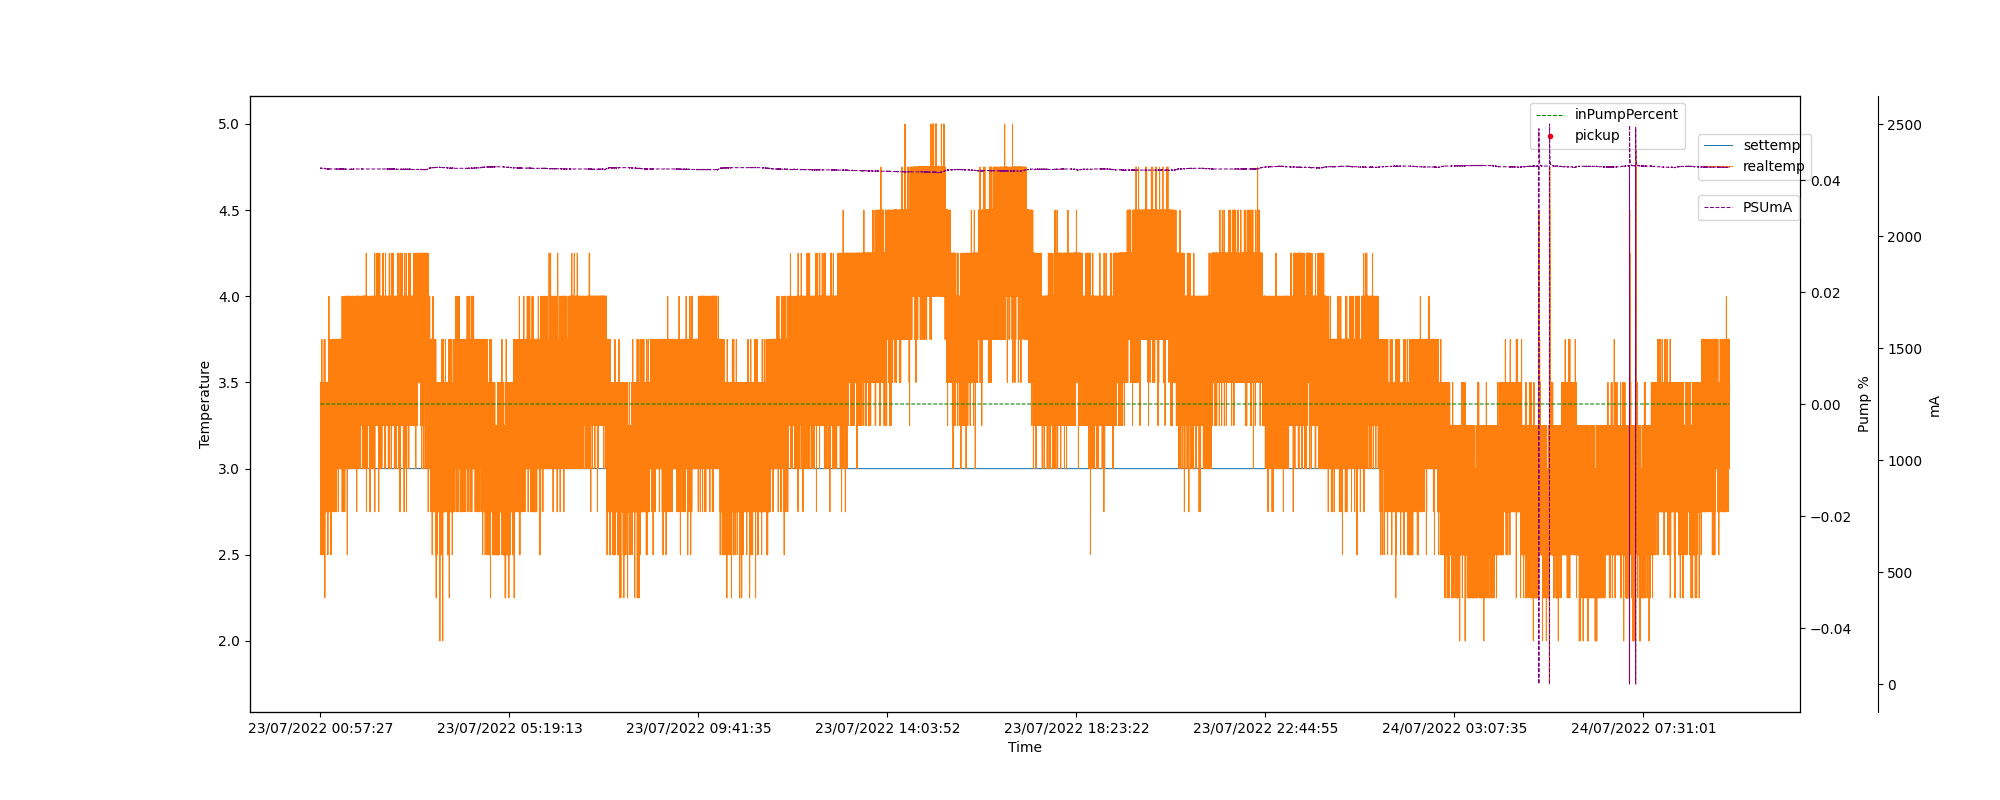 5.0
4.5
4.0
3.5
3.0
2.5
2.0
Temperature
23/07/2022 00:57:27
23/07/2022 05:19:13
23/07/2022 09:41:35
23/07/2022 14:03:52
23/07/2022 18:23:22
23/07/2022 22:44:55
24/07/2022 03:07:35
24/07/2022 07:31:01
Time
inPumpPercent
pickup
settemp
realtemp
PSUmA
0.04
0.02
0.00
−0.02
−0.04
Pump %
2500
2000
1500
1000
500
0
mA